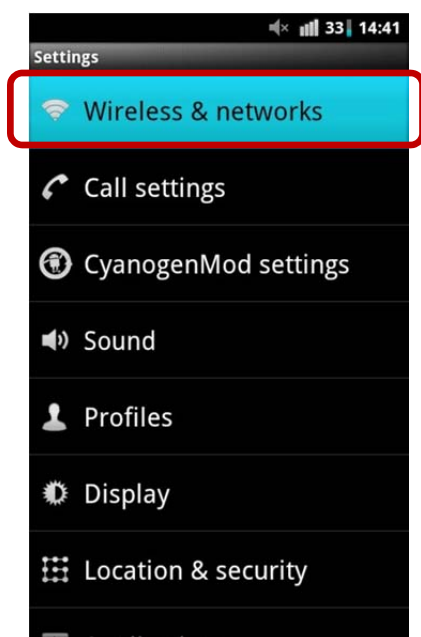 33 14:41
Settings
Wireless & networks
Call settings
CyanogenMod settings
Sound
Profiles
Display
Location & security